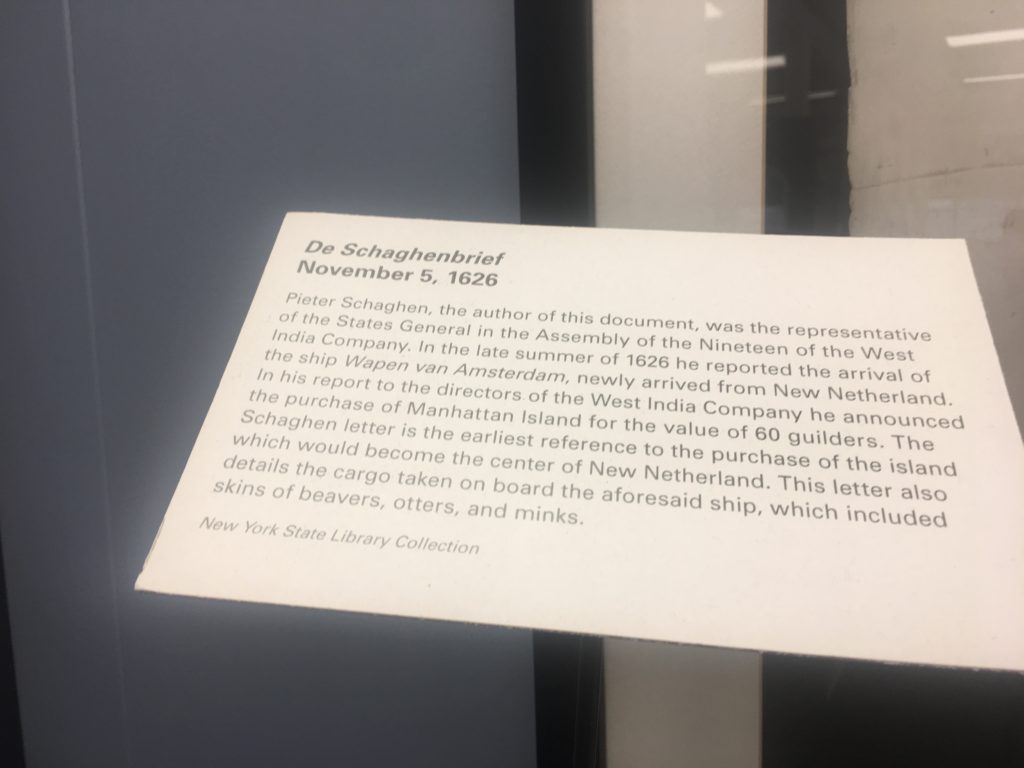 De Schaghenbrief
November 5, 1626
Pieter Schaghen, the author of this document, was the representative
of the States General in the Assembly of the Nineteen of the West
India Company. In the late summer of 1626 he reported the arrival of
the ship Wapen van Amsterdam, newly arrived from New Netherland.
In his report to the directors of the West India Company he announced
the purchase of Manhattan Island for the value of 60 guilders. The
Schaghen letter is the earliest reference to the purchase of the island
which would become the center of New Netherland. This letter also
details the cargo taken on board the aforesaid ship, which included
skins of beavers, otters, and minks.
New York State Library Collection